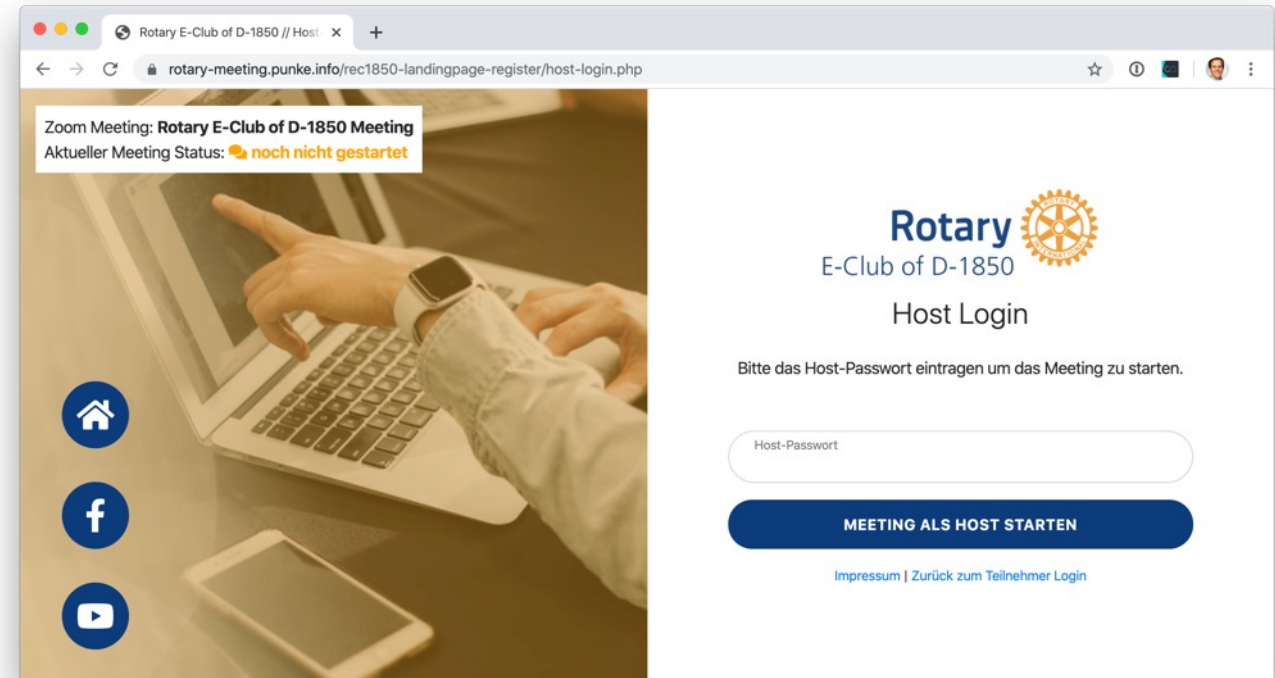 Rotary E-Club of D-1850 // Host-
rotary-meeting.punke.info/rec1850-landingpage-register/host-login.php
Zoom Meeting: Rotary E-Club of D-1850 Meeting
Aktueller Meeting Status: noch nicht gestartet
Rotary
E-Club of D-1850
ROTARY
INTERNATIONAL
Host Login
Bitte das Host-Passwort eintragen um das Meeting zu starten.
Host-Passwort
MEETING ALS HOST STARTEN
Impressum | Zurück zum Teilnehmer Login